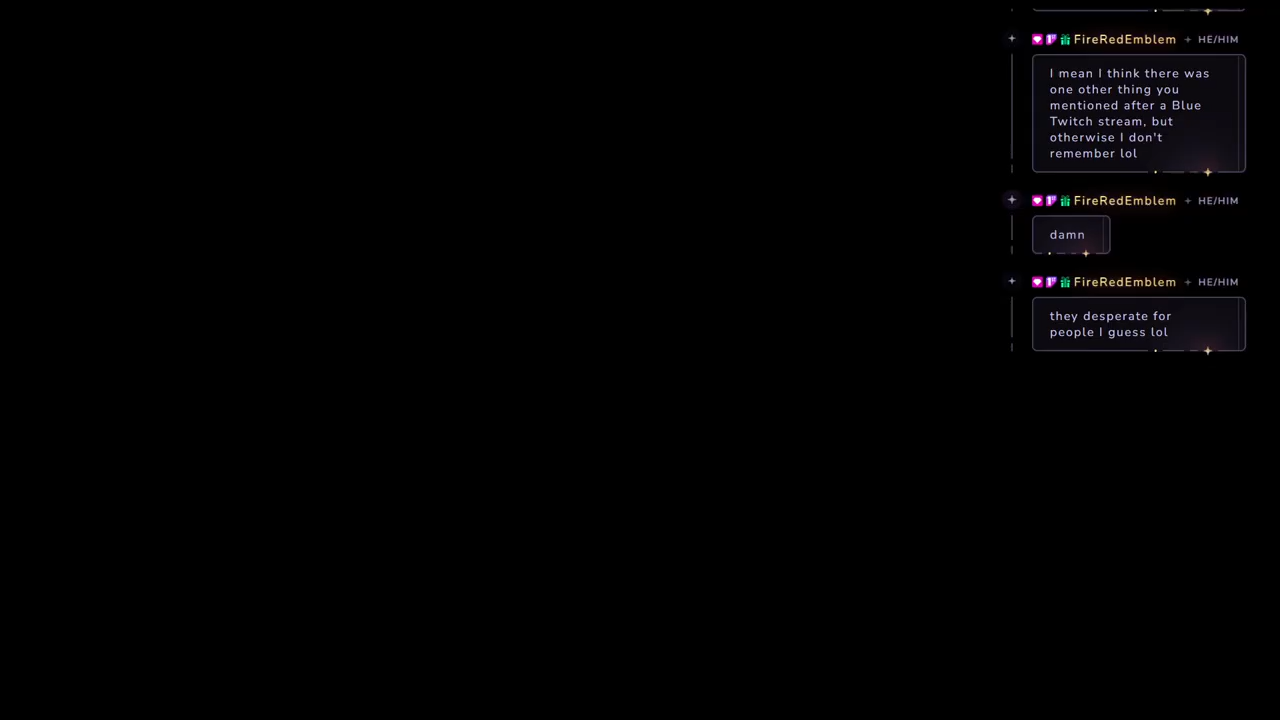 FireRedEmblem HE/HIM
I mean I think there was
one other thing you
mentioned after a Blue
Twitch stream, but
otherwise I don't
remember lol
FireRedEmblem HE/HIM
damn
FireRedEmblem HE/HIM
they desperate for
people I guess lol